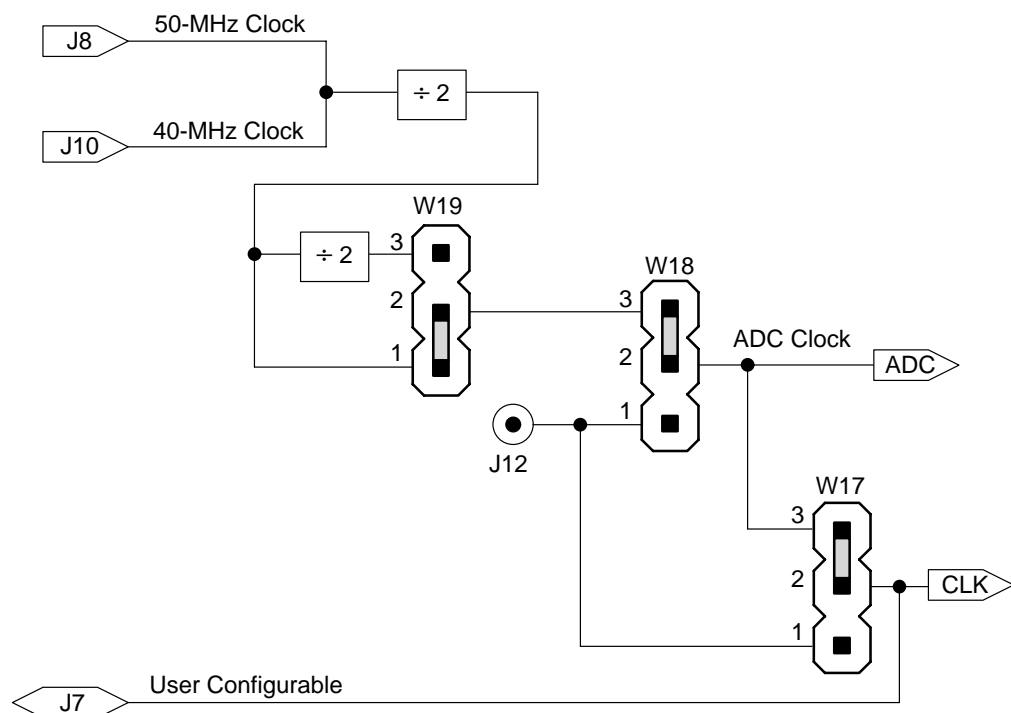 50-MHz Clock
J8
÷ 2
40-MHz Clock
J10
W19
3
÷ 2
2
1
W18
3
2
1
ADC Clock
ADC
J12
W17
3
2
1
CLK
User Configurable
J7